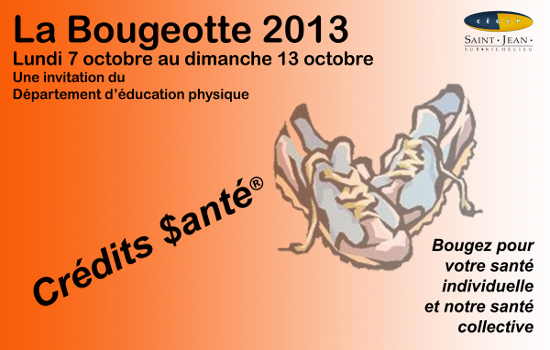 La Bougeotte 2013
Lundi 7 octobre au dimanche 13 octobre
Une invitation du
Département d'éducation physique
CÉGEP
SAINT • JEAN
SUR • RICHELIEU
Crédits $anté®
Bougez pour
votre santé
individuelle
et notre santé
collective